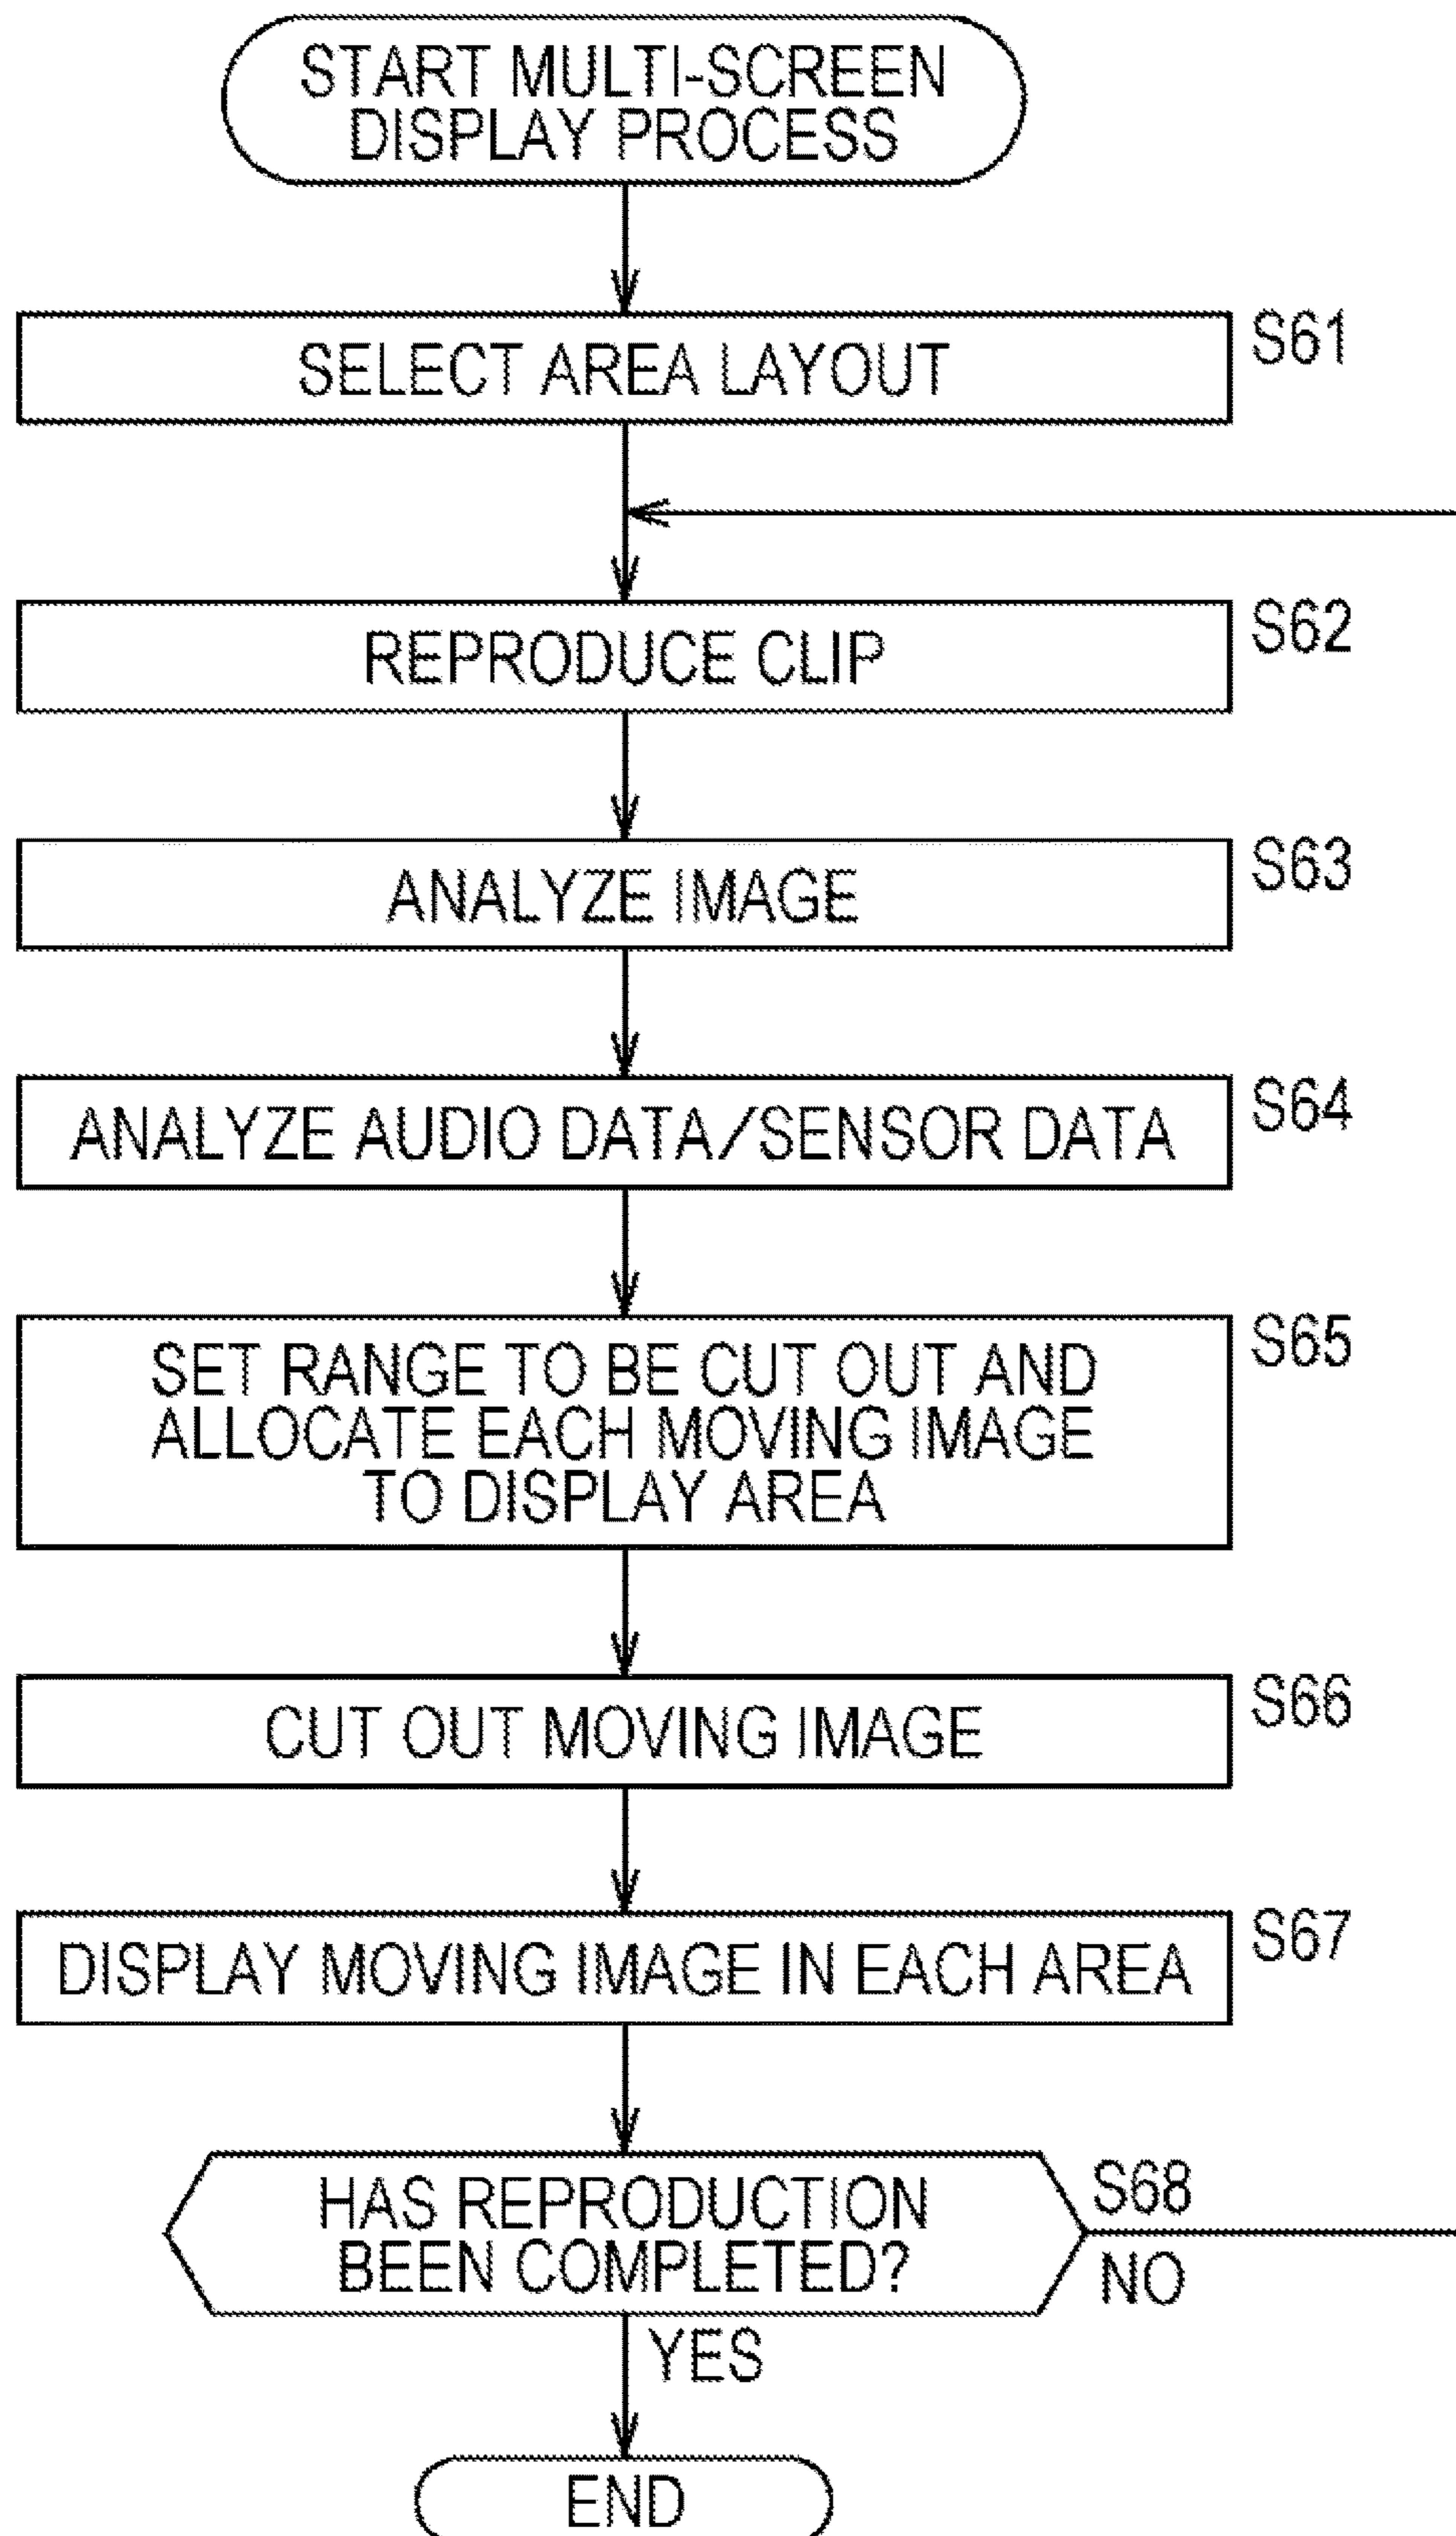 START MULTI-SCREEN
DISPLAY PROCESS
SELECT AREA LAYOUT
S61
REPRODUCE CLIP
S62
ANALYZE IMAGE
S63
ANALYZE AUDIO DATA/SENSOR DATA
S64
SET RANGE TO BE CUT OUT AND
ALLOCATE EACH MOVING IMAGE
TO DISPLAY AREA
S65
CUT OUT MOVING IMAGE
S66
DISPLAY MOVING IMAGE IN EACH AREA
S67
HAS REPRODUCTION
BEEN COMPLETED?
S68
NO
YES
END